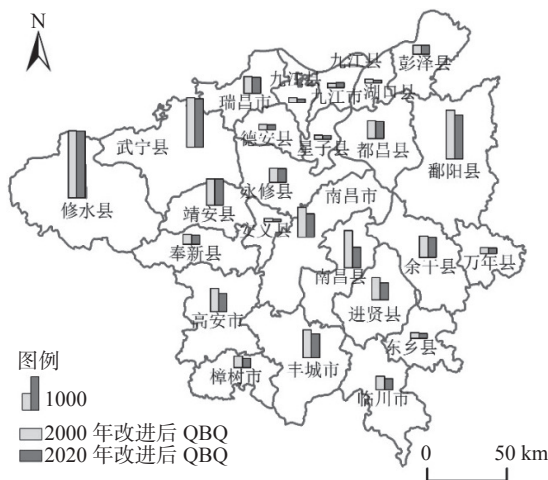 N
九江县
彭泽县
九江县
瑞昌市
九江市
湖口县
德安县
星子县
都昌县
武宁县
鄱阳县
永修县
南昌市
修水县
靖安县
安义县
奉新县
南昌县
余干县
万年县
进贤县
高安市
东乡县
丰城市
樟树市
临川市
图例
1000
2000 年改进后 QBQ
2020 年改进后 QBQ
0 50 km